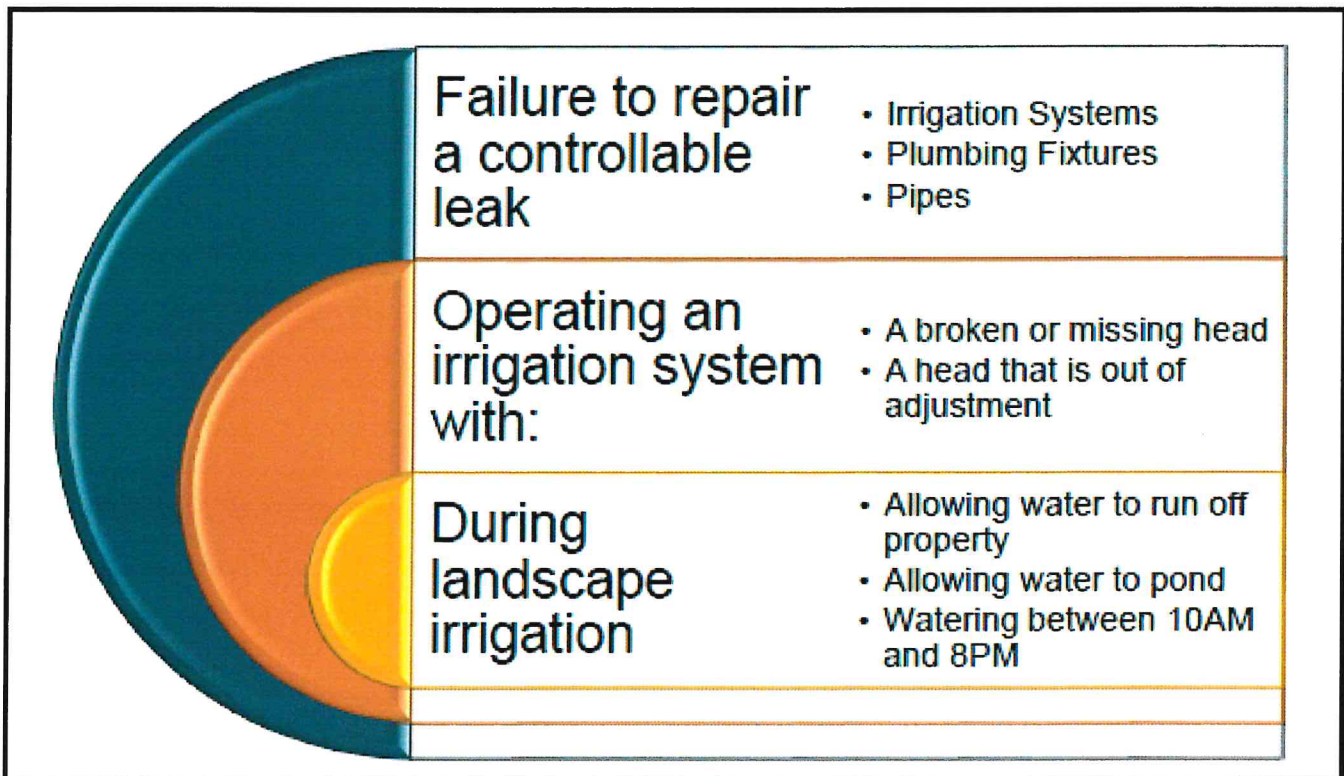 Failure to repair
a controllable
leak
• Irrigation Systems
• Plumbing Fixtures
• Pipes
Operating an
irrigation system
with:
• A broken or missing head
• A head that is out of
adjustment
During
landscape
irrigation
• Allowing water to run off
property
• Allowing water to pond
• Watering between 10AM
and 8PM